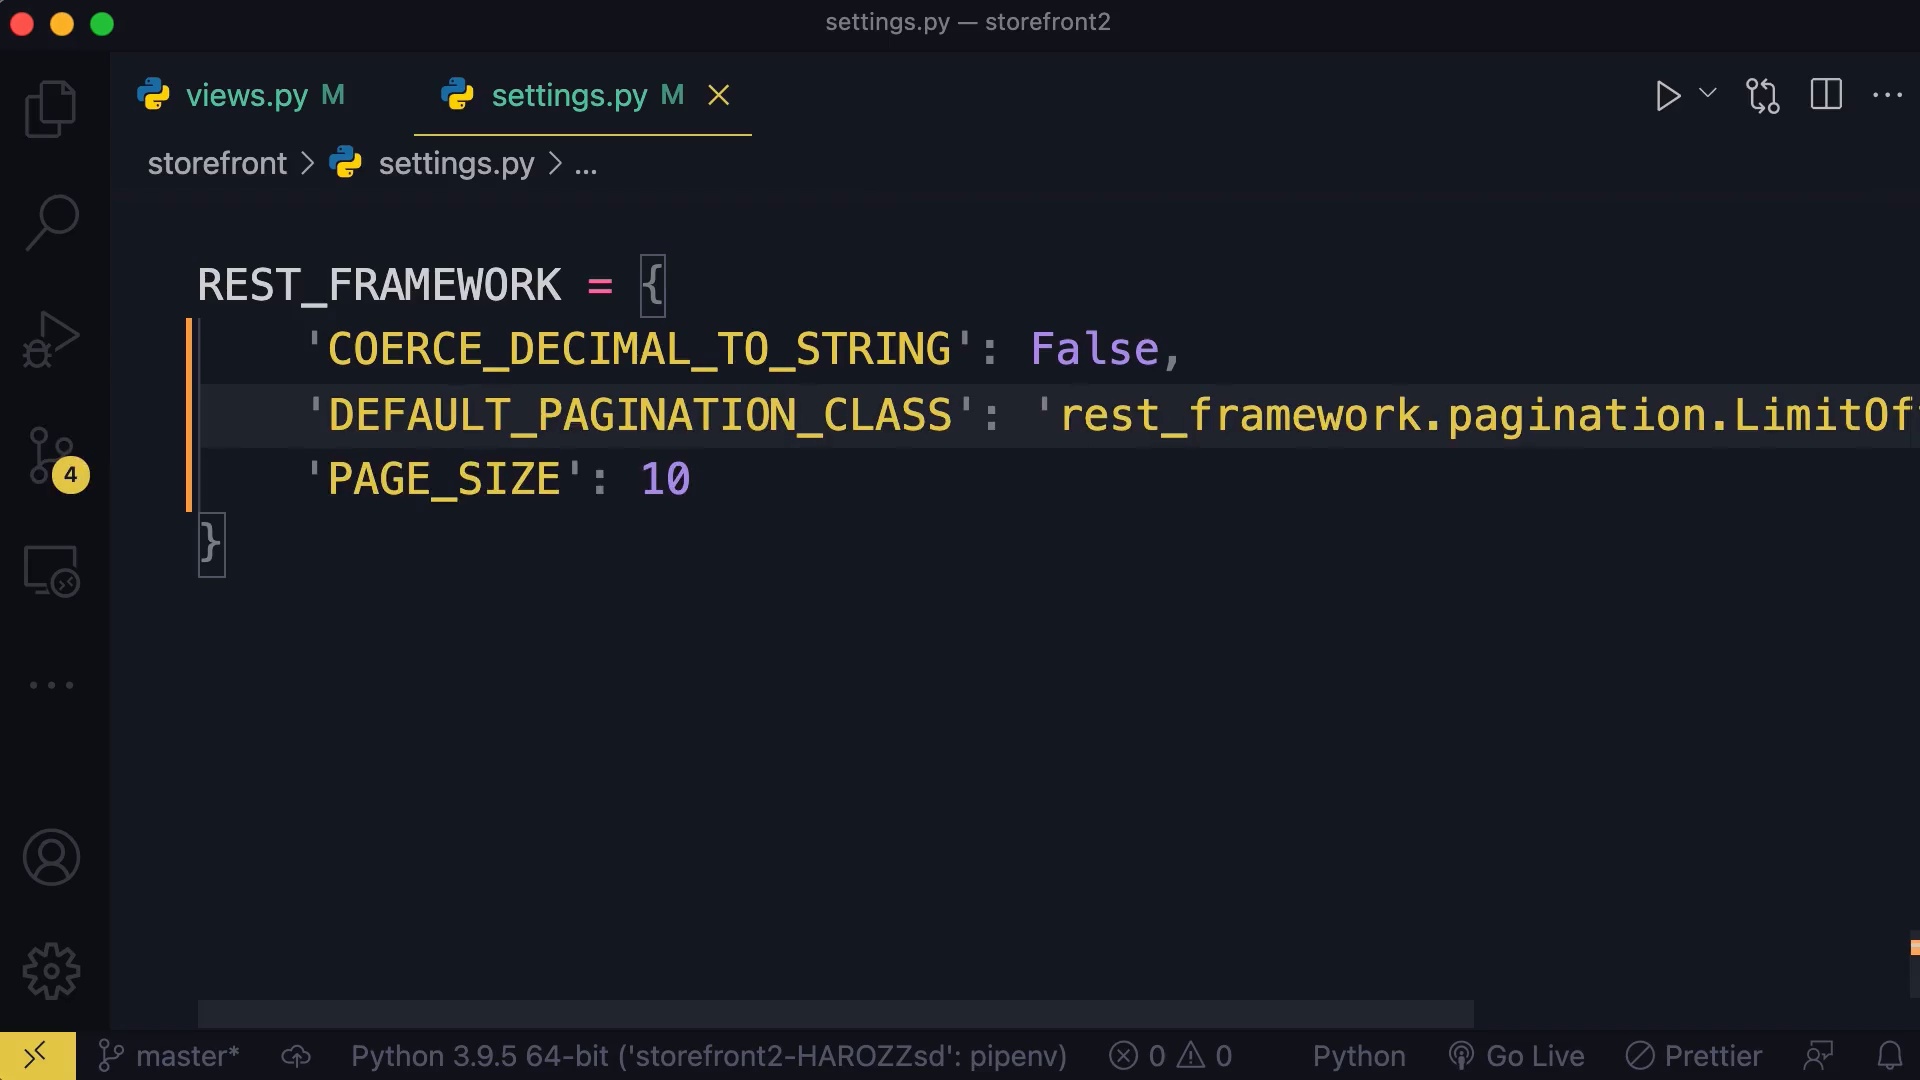 settings.py — storefront2
views.py M settings.py M
storefront > settings.py > ...
REST_FRAMEWORK = {
'COERCE_DECIMAL_TO_STRING': False,
'DEFAULT_PAGINATION_CLASS': 'rest_framework.pagination.LimitOf
'PAGE_SIZE': 10
}
4
master* Python 3.9.5 64-bit ('storefront2-HAROZZsd': pipenv) 0 0 Python Go Live Prettier